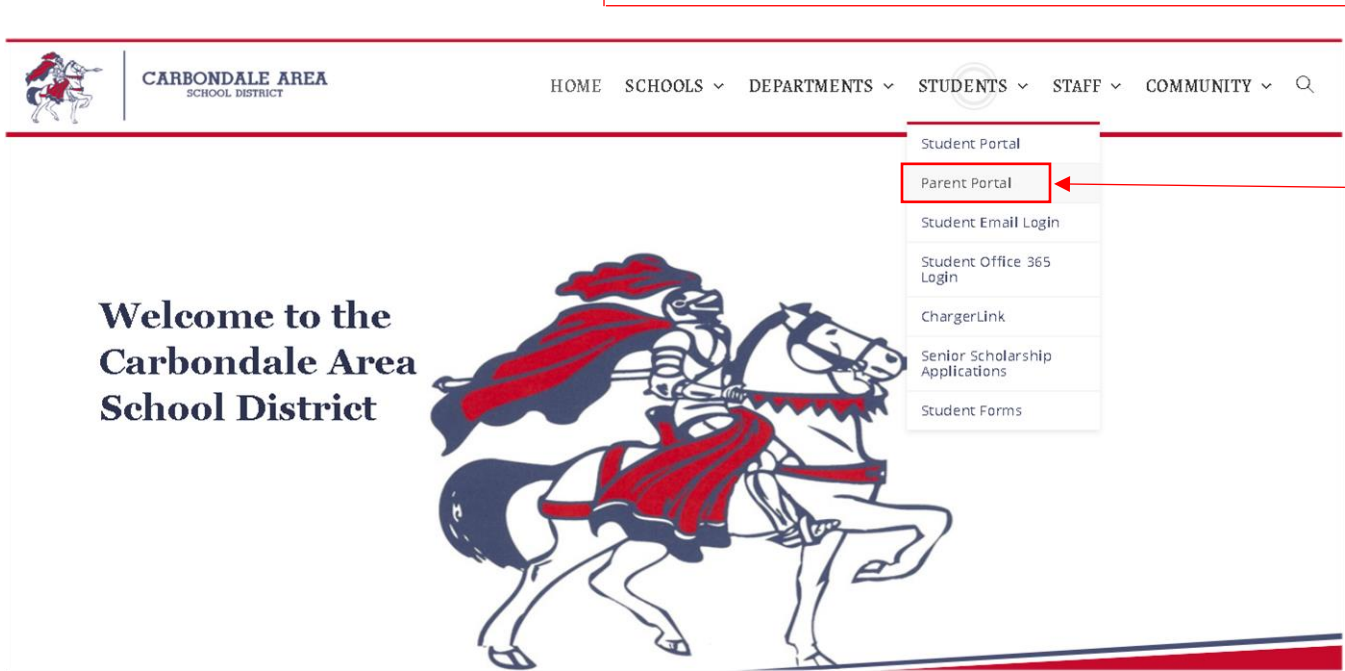 CARBONDALE AREA
SCHOOL DISTRICT
HOME SCHOOLS DEPARTMENTS STUDENTS STAFF COMMUNITY
Student Portal
Parent Portal
Student Email Login
Student Office 365
Login
ChargerLink
Senior Scholarship
Applications
Student Forms
Welcome to the
Carbondale Area
School District